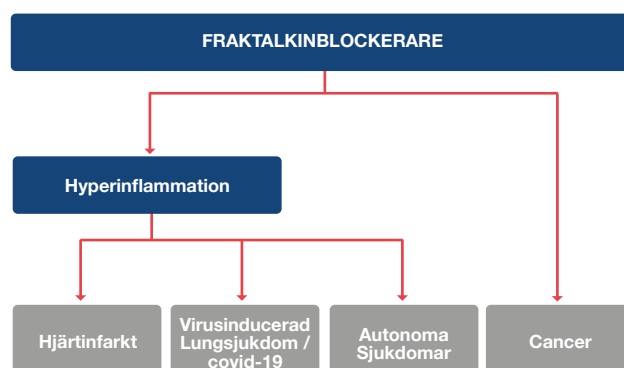 FRAKTALKINBLOCKERARE
Hyperinflammation
Hjärtinfarkt
Virusinducerad
Lungsjukdom /
covid-19
Autonoma
Sjukdomar
Cancer